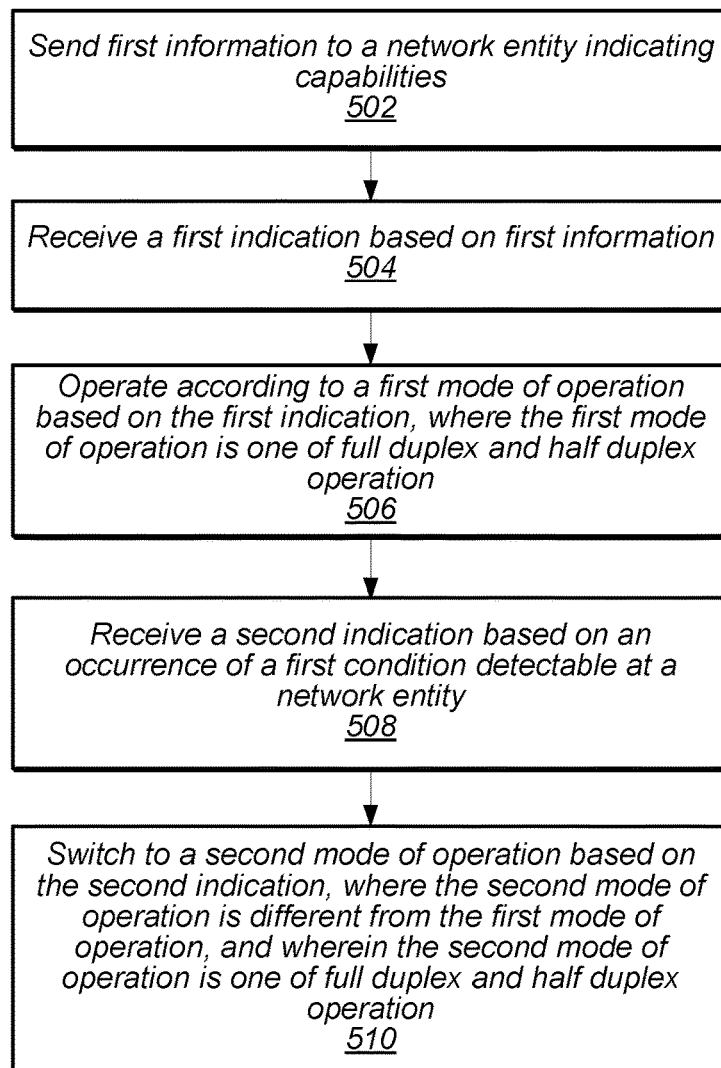 Send first information to a network entity indicating
capabilities
502
Receive a first indication based on first information
504
Operate according to a first mode of operation
based on the first indication, where the first mode
of operation is one of full duplex and half duplex
operation
506
Receive a second indication based on an
occurrence of a first condition detectable at a
network entity
508
Switch to a second mode of operation based on
the second indication, where the second mode of
operation is different from the first mode of
operation, and wherein the second mode of
operation is one of full duplex and half duplex
operation
510